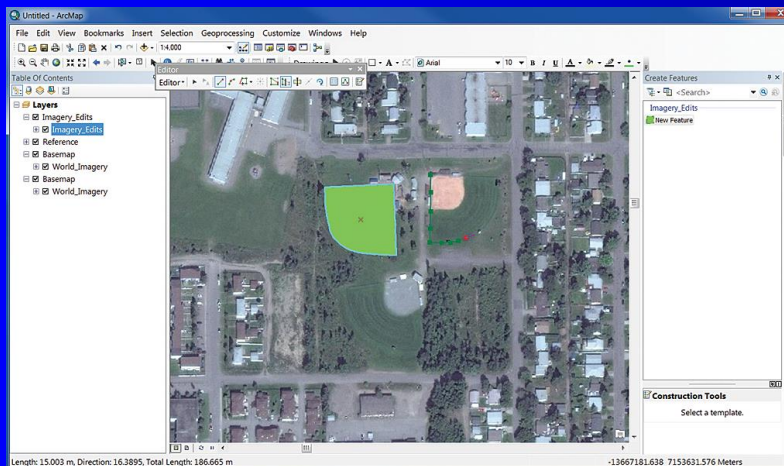 Untitled - ArcMap
File Edit View Bookmarks Insert Selection Geoprocessing Customize Windows Help
1:4,000
Editor
Drawing
Arial 10 B I U A
Table Of Contents
Editor
Create Features
<Search>
Layers
Imagery_Edits
Imagery_Edits
Reference
Basemap
World_Imagery
Basemap
World_Imagery
Imagery_Edits
New Feature
Construction Tools
Select a template.
Length: 15.003 m, Direction: 16.3895, Total Length: 186.665 m
-13667181.638 7153631.576 Meters